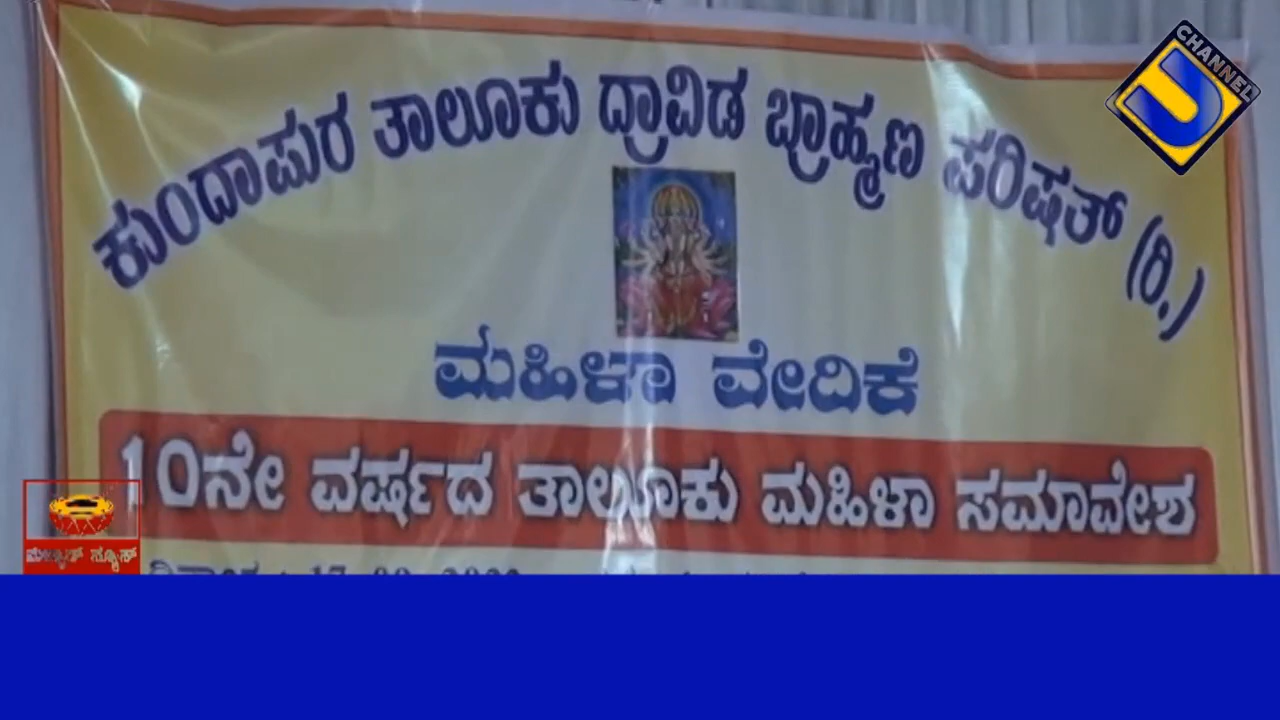 ಕುಂದಾಪುರ ತಾಲೂಕು ದ್ರಾವಿಡ ಬ್ರಾಹ್ಮಣ ಪರಿಷತ್ (ರಿ.)
ಮಹಿಳಾ ವೇದಿಕೆ
10ನೇ ವರ್ಷದ ತಾಲೂಕು ಮಹಿಳಾ ಸಮಾವೇಶ
CHANNEL
U
ನ್ಯೂಸ್